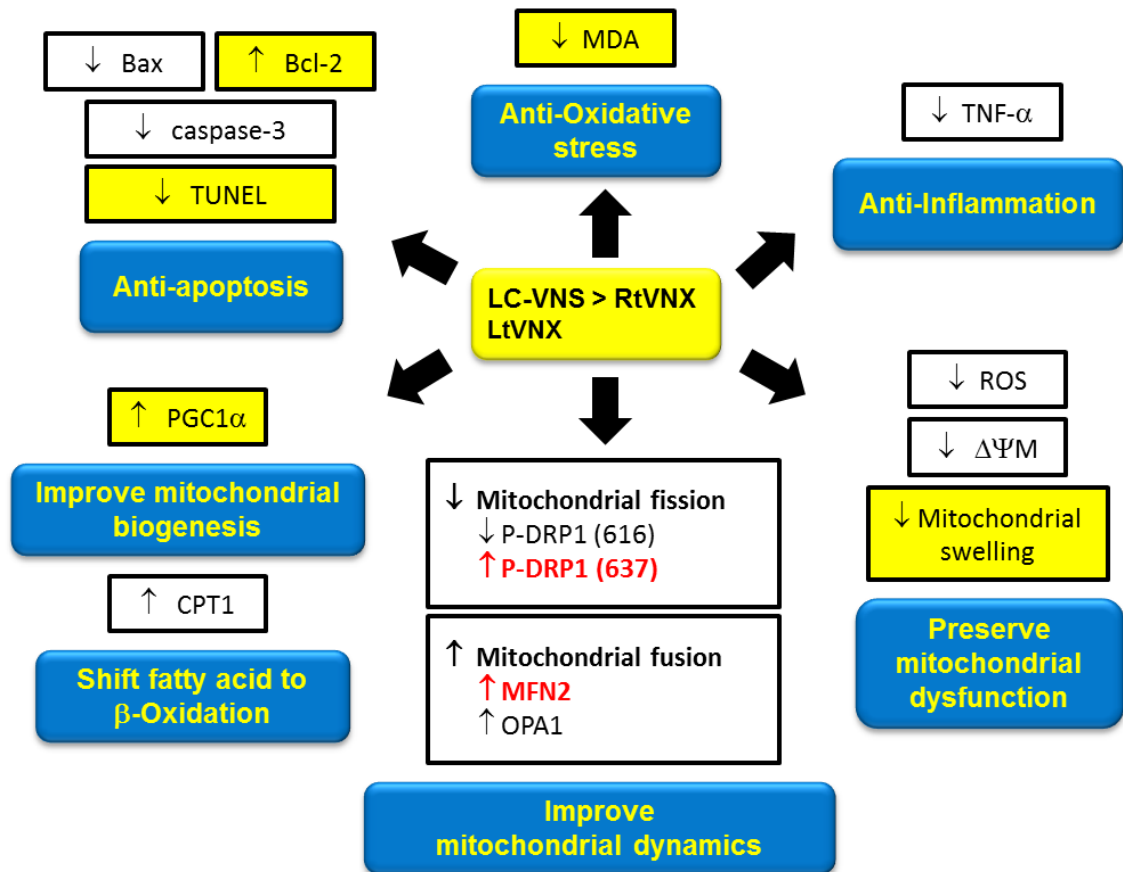 ↓ Bax
↑ Bcl-2
↓ caspase-3
↓ TUNEL
Anti-apoptosis
↓ MDA
Anti-Oxidative
stress
↓ TNF-α
Anti-Inflammation
LC-VNS > RtVNX
LtVNX
↑ PGC1α
Improve mitochondrial
biogenesis
↑ CPT1
Shift fatty acid to
β-Oxidation
↓ Mitochondrial fission
↓ P-DRP1 (616)
↑ P-DRP1 (637)
↑ Mitochondrial fusion
↑ MFN2
↑ OPA1
Improve
mitochondrial dynamics
↓ ROS
↓ ΔΨM
↓ Mitochondrial
swelling
Preserve
mitochondrial
dysfunction